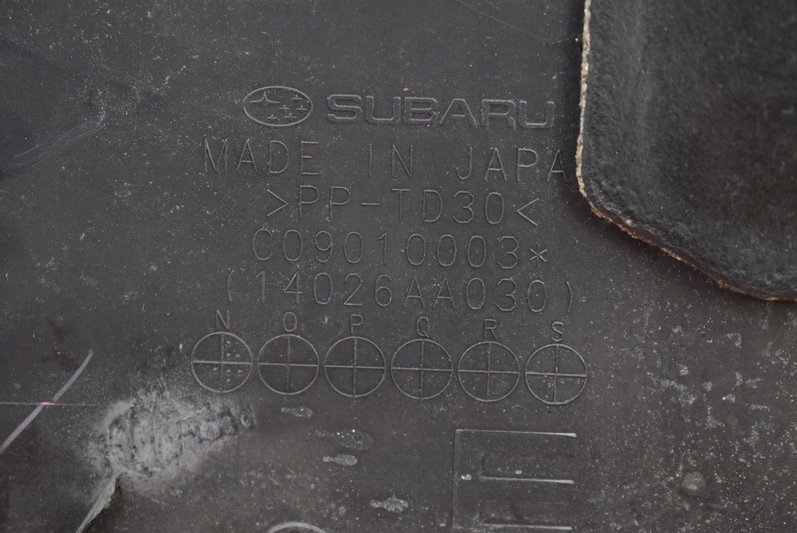 SUBARU
MADE IN JAPA
>PP-TD30<
C09010003*
(14026AA030)
N O P Q R S